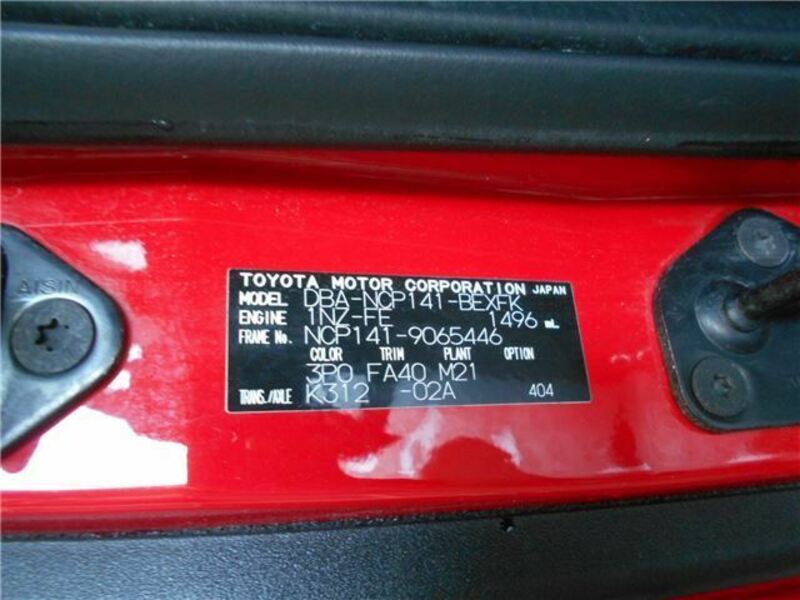 AISIN
TOYOTA MOTOR CORPORATION JAPAN
MODEL DBA-NCP141-BEXFK
ENGINE 1NZ-FE 1496 mL
FRAME No. NCP141-9065446
COLOR TRIM PLANT OPTION
3P0 FA40 M21
TRANS./AXLE K312 -02A 404